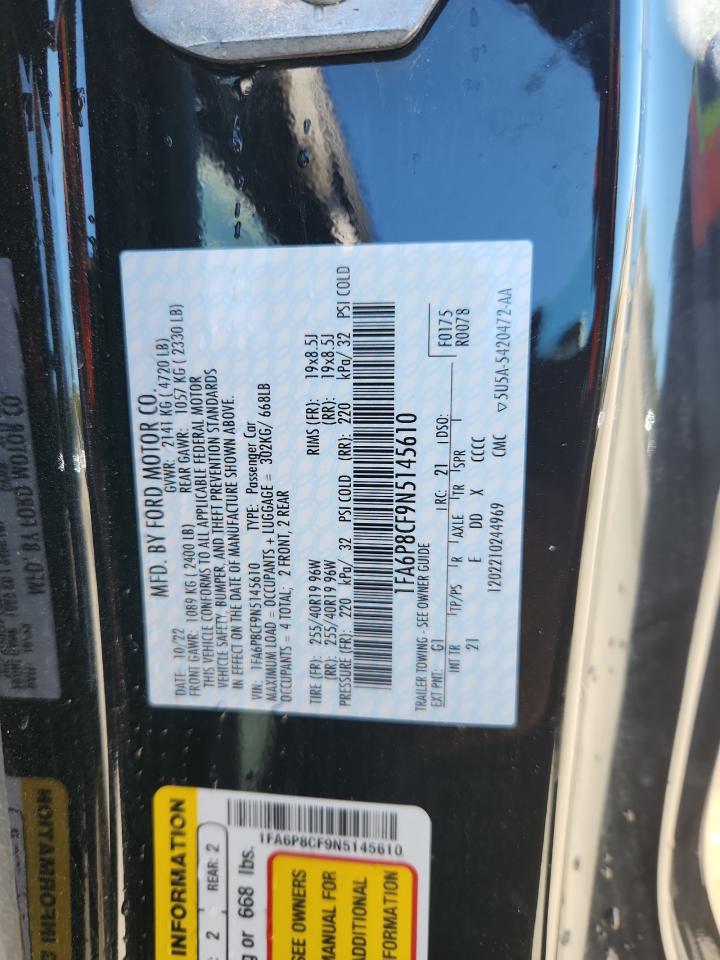 MFD. BY FORD MOTOR CO.
DATE: 10/22 GVWR: 2141 KG ( 4720 LB)
FRONT GAWR: 1089 KG ( 2400 LB) REAR GAWR: 1057 KG ( 2330 LB)
THIS VEHICLE CONFORMS TO ALL APPLICABLE FEDERAL MOTOR
VEHICLE SAFETY, BUMPER, AND THEFT PREVENTION STANDARDS
IN EFFECT ON THE DATE OF MANUFACTURE SHOWN ABOVE.
VIN: 1FA6P8CF9N5145610 TYPE: Passenger Car
MAXIMUM LOAD = OCCUPANTS + LUGGAGE = 302KG/ 668LB
OCCUPANTS = 4 TOTAL; 2 FRONT, 2 REAR
TIRE (FR): 255/40R19 96W RIMS (FR): 19x8.5J
(RR): 255/40R19 96W (RR): 19x8.5J
PRESSURE (FR): 220 kPa/ 32 PSI COLD (RR): 220 kPa/ 32 PSI COLD
1FA6P8CF9N5145610
TRAILER TOWING - SEE OWNER GUIDE
EXT PNT: G1 RC: 21 DSO: F0175
R0078
INT TR TP/PS R AXLE TR SPR
21 E DD X CCCC
1202210244969 CMC ▽5U5A-5420472-AA
INFORMATION
2 REAR: 2
or 668 lbs.
1FA6P8CF9N5145610
SEE OWNERS
MANUAL FOR
ADDITIONAL
INFORMATION